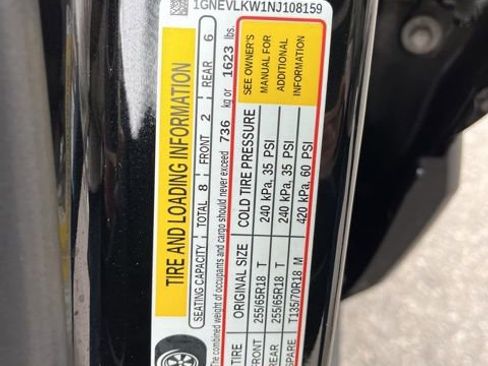 1GNEVLKW1NJ108159
TIRE AND LOADING INFORMATION
SEATING CAPACITY TOTAL 8 FRONT 2 REAR 6
The combined weight of occupants and cargo should never exceed 736 kg or 1623 lbs.
TIRE ORIGINAL SIZE COLD TIRE PRESSURE SEE OWNER'S
FRONT 255/65R18 T 240 kPa, 35 PSI MANUAL FOR
REAR 255/65R18 T 240 kPa, 35 PSI ADDITIONAL
SPARE T135/70R18 M 420 kPa, 60 PSI INFORMATION